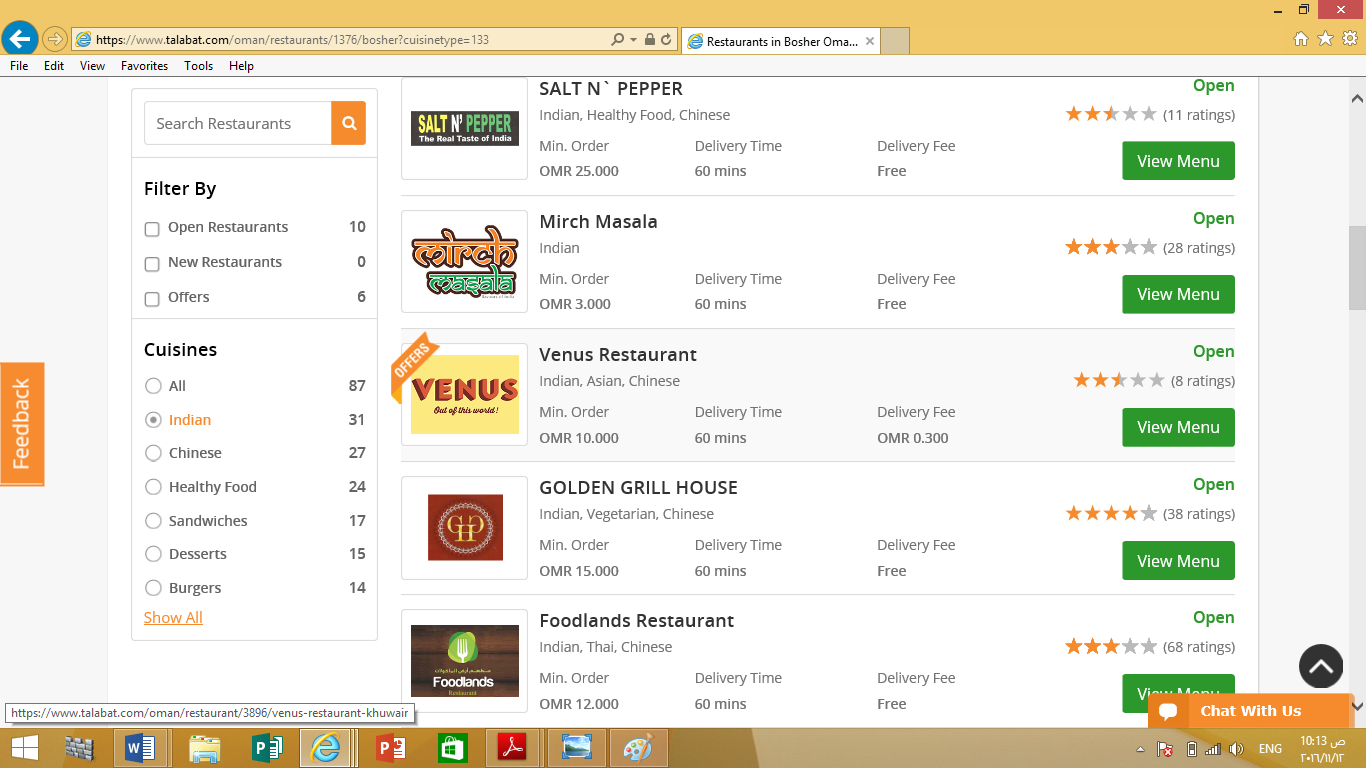 https://www.talabat.com/oman/restaurants/1376/bosher?cuisinetype=133
Restaurants in Bosher Oma...
File Edit View Favorites Tools Help
Search Restaurants
Filter By
Open Restaurants 10
New Restaurants 0
Offers 6
Cuisines
All 87
Indian 31
Chinese 27
Healthy Food 24
Sandwiches 17
Desserts 15
Burgers 14
Show All
Feedback
SALT N' PEPPER
The Real Taste of India
SALT N` PEPPER
Open
Indian, Healthy Food, Chinese
(11 ratings)
Min. Order Delivery Time Delivery Fee
OMR 25.000 60 mins Free
View Menu
mirch
masala
Mirch Masala
Open
Indian
(28 ratings)
Min. Order Delivery Time Delivery Fee
OMR 3.000 60 mins Free
View Menu
OFFERS
VENUS
Out of this world!
Venus Restaurant
Open
Indian, Asian, Chinese
(8 ratings)
Min. Order Delivery Time Delivery Fee
OMR 10.000 60 mins OMR 0.300
View Menu
GOLDEN GRILL HOUSE
Open
Indian, Vegetarian, Chinese
(38 ratings)
Min. Order Delivery Time Delivery Fee
OMR 15.000 60 mins Free
View Menu
Foodlands
Restaurant
Foodlands Restaurant
Open
Indian, Thai, Chinese
(68 ratings)
Min. Order Delivery Time Delivery Fee
OMR 12.000 60 mins Free
View Menu
Chat With Us
https://www.talabat.com/oman/restaurant/3896/venus-restaurant-khuwair
ENG
10:13 ص
٢٠١٦/١١/١٢